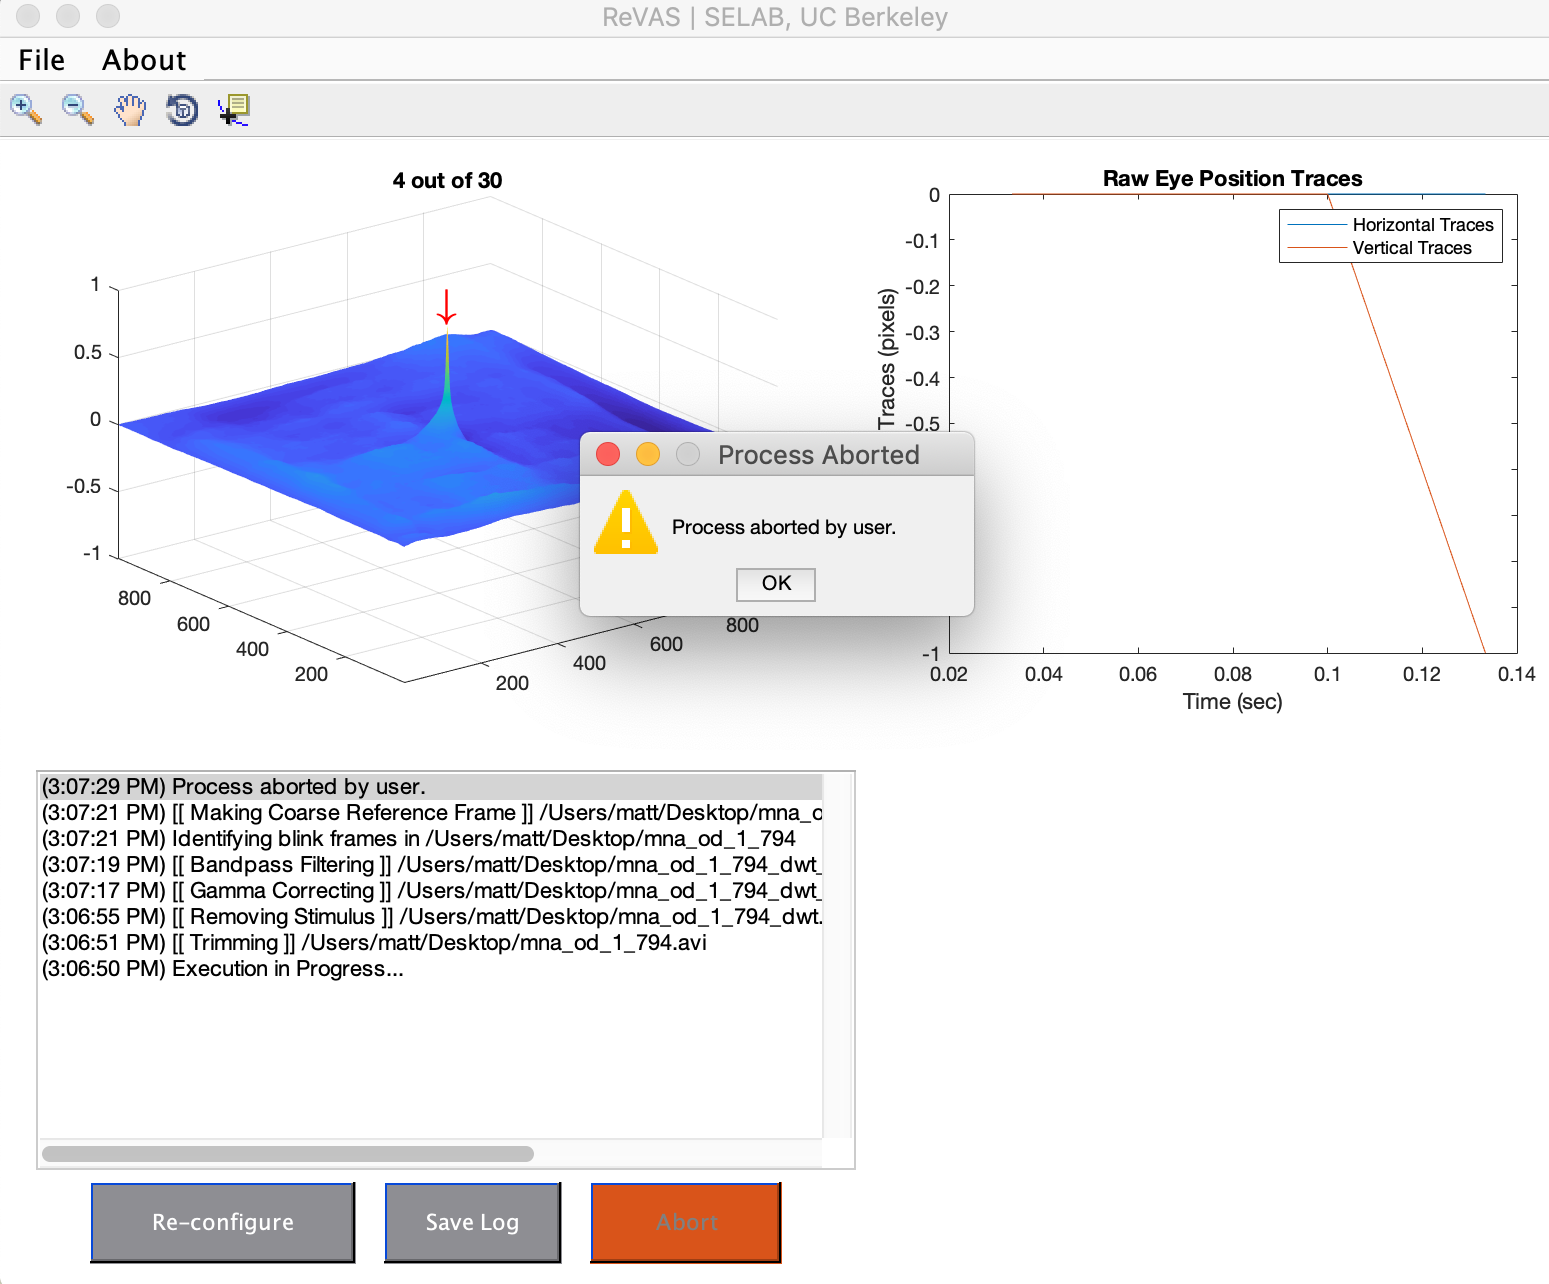 ReVAS | SELAB, UC Berkeley
File About
4 out of 30
1
0.5
0
-0.5
-1
800
600
400
200
200
400
600
800
Raw Eye Position Traces
Horizontal Traces
Vertical Traces
0
-0.1
-0.2
-0.3
-0.4
-0.5
-1
Traces (pixels)
0.02 0.04 0.06 0.08 0.1 0.12 0.14
Time (sec)
Process Aborted
Process aborted by user.
OK
(3:07:29 PM) Process aborted by user.
(3:07:21 PM) [[ Making Coarse Reference Frame ]] /Users/matt/Desktop/mna_o
(3:07:21 PM) Identifying blink frames in /Users/matt/Desktop/mna_od_1_794
(3:07:19 PM) [[ Bandpass Filtering ]] /Users/matt/Desktop/mna_od_1_794_dwt_
(3:07:17 PM) [[ Gamma Correcting ]] /Users/matt/Desktop/mna_od_1_794_dwt_
(3:06:55 PM) [[ Removing Stimulus ]] /Users/matt/Desktop/mna_od_1_794_dwt.
(3:06:51 PM) [[ Trimming ]] /Users/matt/Desktop/mna_od_1_794.avi
(3:06:50 PM) Execution in Progress...
Re-configure
Save Log
Abort